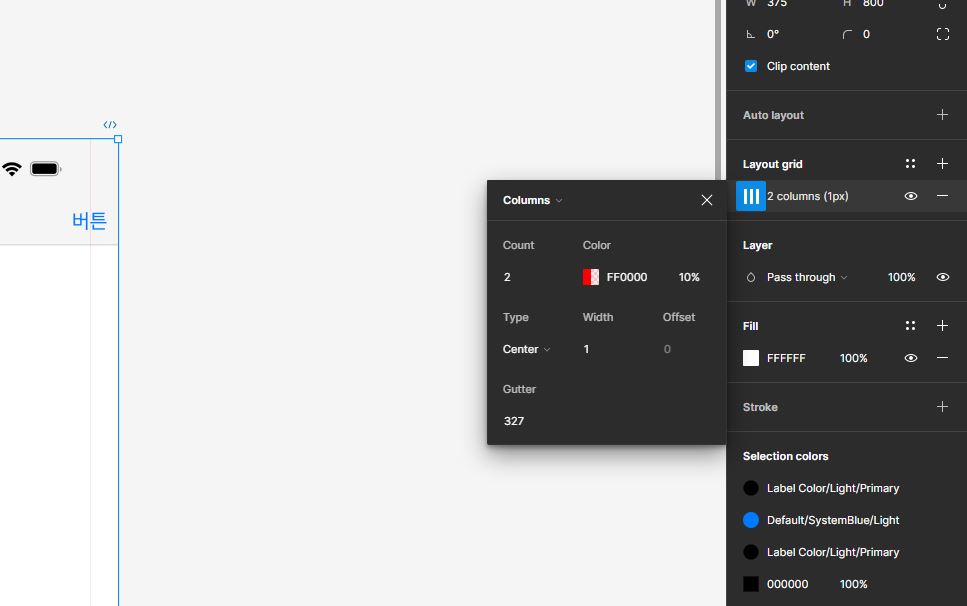 W 375 H 800
0° 0
Clip content
Auto layout
Layout grid
2 columns (1px)
Layer
Pass through 100%
Fill
FFFFFF 100%
Stroke
Selection colors
Label Color/Light/Primary
Default/SystemBlue/Light
Label Color/Light/Primary
000000 100%
Columns
Count Color
2 FF0000 10%
Type Width Offset
Center 1 0
Gutter
327
</>
버튼